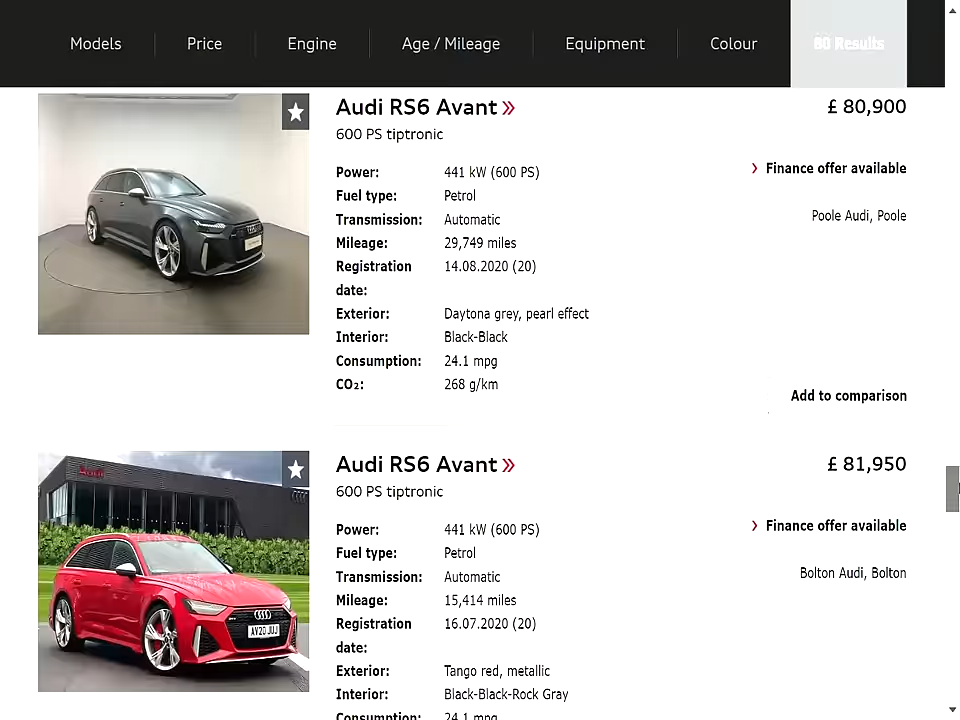 Models Price Engine Age / Mileage Equipment Colour 80 Results
Audi RS6 Avant » £ 80,900
600 PS tiptronic
Power: 441 kW (600 PS) › Finance offer available
Fuel type: Petrol
Transmission: Automatic Poole Audi, Poole
Mileage: 29,749 miles
Registration 14.08.2020 (20)
date:
Exterior: Daytona grey, pearl effect
Interior: Black-Black
Consumption: 24.1 mpg
CO₂: 268 g/km Add to comparison
Audi RS6 Avant » £ 81,950
600 PS tiptronic
Power: 441 kW (600 PS) › Finance offer available
Fuel type: Petrol
Transmission: Automatic Bolton Audi, Bolton
Mileage: 15,414 miles
Registration 16.07.2020 (20)
date:
Exterior: Tango red, metallic
Interior: Black-Black-Rock Gray
Consumption: 24.1 mpg
AV20 JUJ